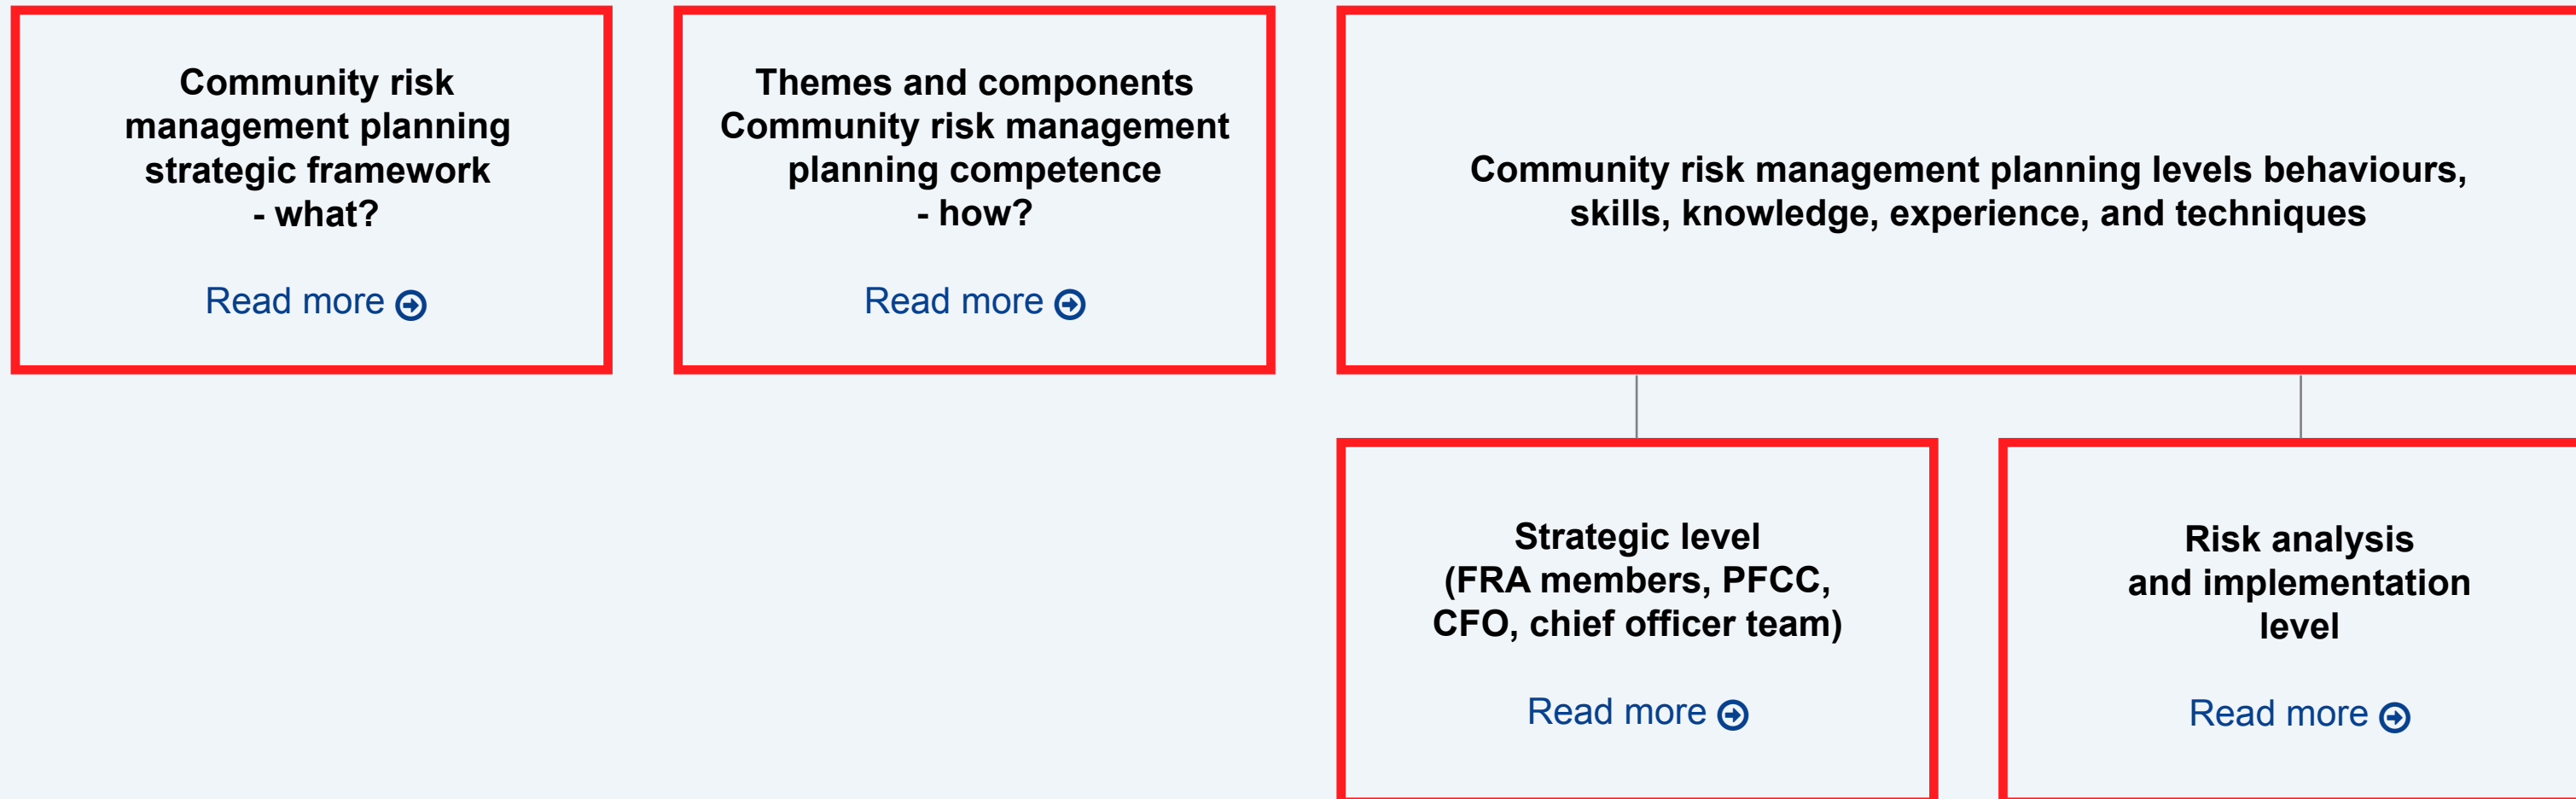 Community risk
management planning
strategic framework
- what?
Read more
Themes and components
Community risk management
planning competence
- how?
Read more
Community risk management planning levels behaviours,
skills, knowledge, experience, and techniques
Strategic level
(FRA members, PFCC,
CFO, chief officer team)
Read more
Risk analysis
and implementation
level
Read more